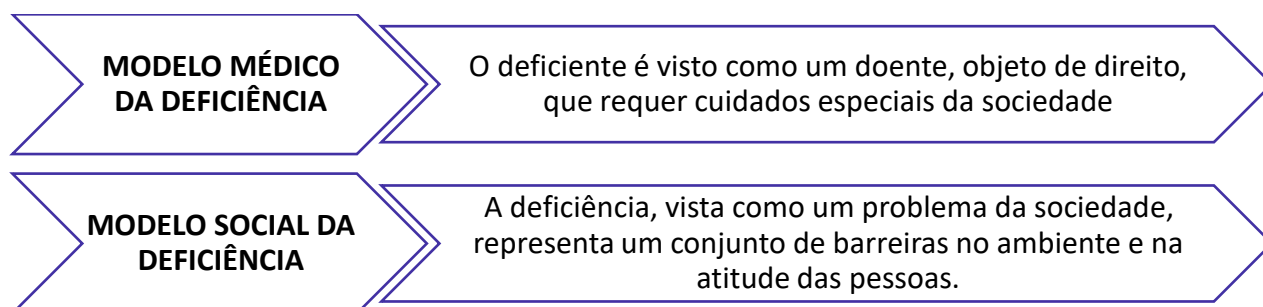 MODELO MÉDICO
DA DEFICIÊNCIA
O deficiente é visto como um doente, objeto de direito,
que requer cuidados especiais da sociedade
MODELO SOCIAL DA
DEFICIÊNCIA
A deficiência, vista como um problema da sociedade,
representa um conjunto de barreiras no ambiente e na
atitude das pessoas.